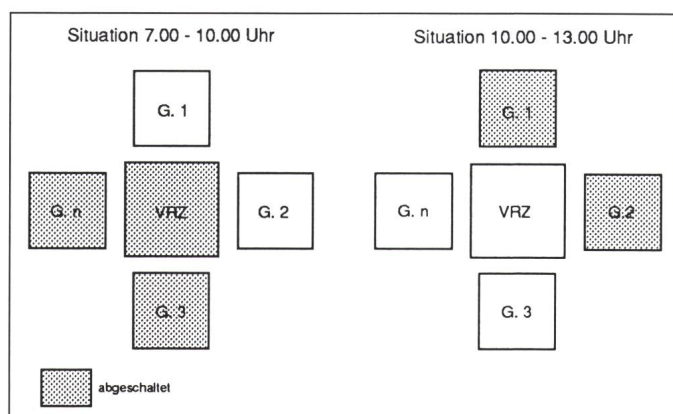 Situation 7.00 - 10.00 Uhr
G. 1
G. n
VRZ
G. 2
G. 3
Situation 10.00 - 13.00 Uhr
G. 1
G. n
VRZ
G.2
G. 3
abgeschaltet